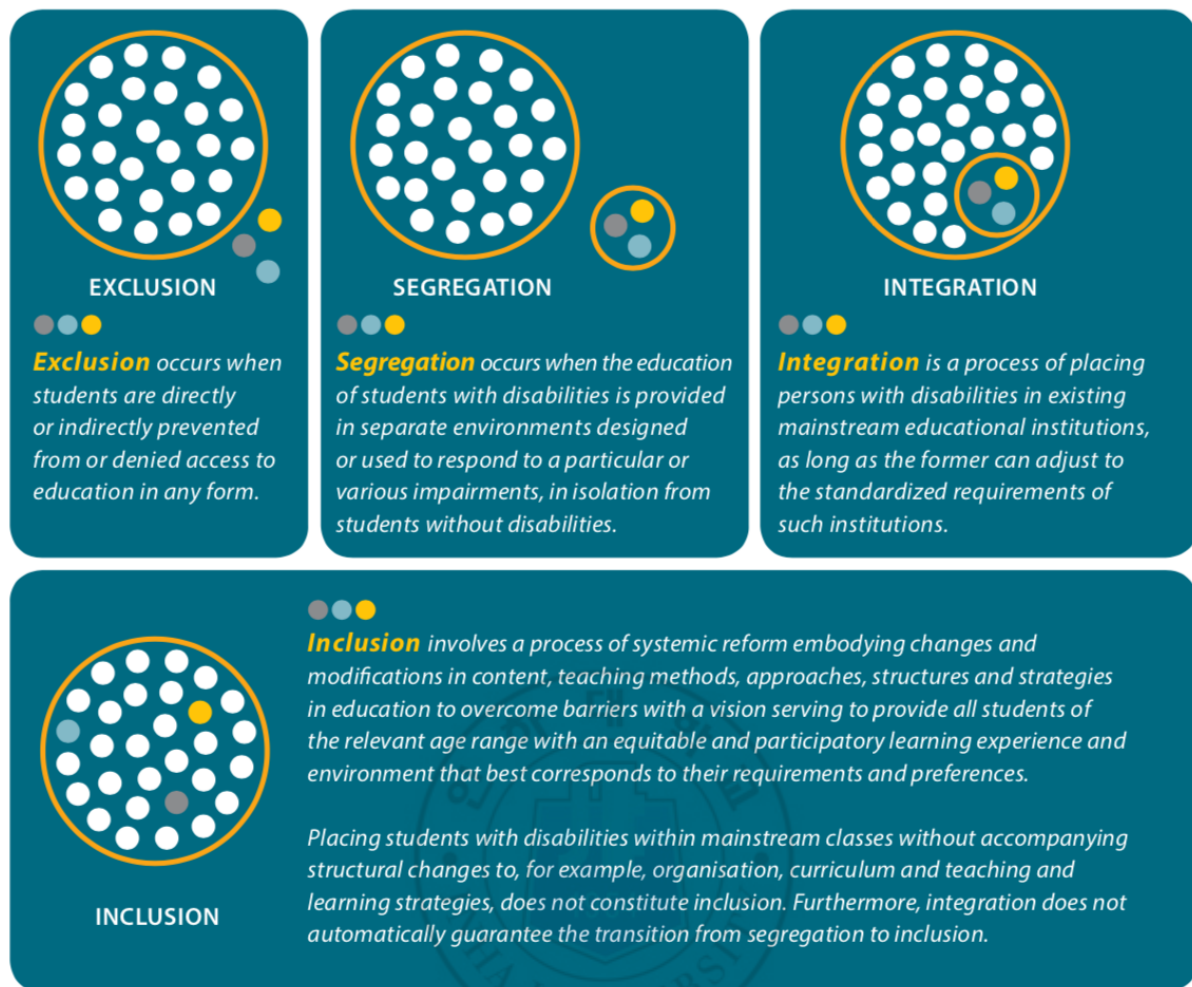 EXCLUSION
Exclusion occurs when
students are directly
or indirectly prevented
from or denied access to
education in any form.
SEGREGATION
Segregation occurs when the education
of students with disabilities is provided
in separate environments designed
or used to respond to a particular or
various impairments, in isolation from
students without disabilities.
INTEGRATION
Integration is a process of placing
persons with disabilities in existing
mainstream educational institutions,
as long as the former can adjust to
the standardized requirements of
such institutions.
INCLUSION
Inclusion involves a process of systemic reform embodying changes and
modifications in content, teaching methods, approaches, structures and strategies
in education to overcome barriers with a vision serving to provide all students of
the relevant age range with an equitable and participatory learning experience and
environment that best corresponds to their requirements and preferences.
Placing students with disabilities within mainstream classes without accompanying
structural changes to, for example, organisation, curriculum and teaching and
learning strategies, does not constitute inclusion. Furthermore, integration does not
automatically guarantee the transition from segregation to inclusion.